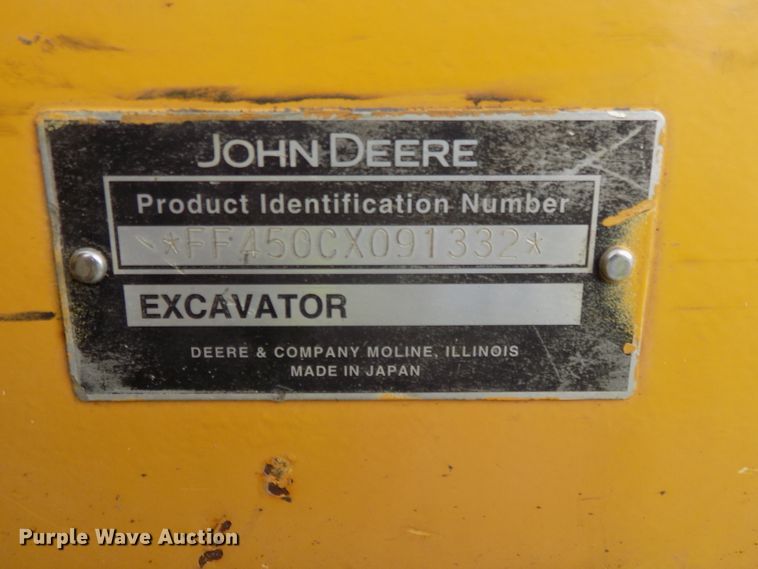 JOHN DEERE
Product Identification Number
*FF450CX091332*
EXCAVATOR
DEERE & COMPANY MOLINE, ILLINOIS
MADE IN JAPAN
Purple Wave Auction